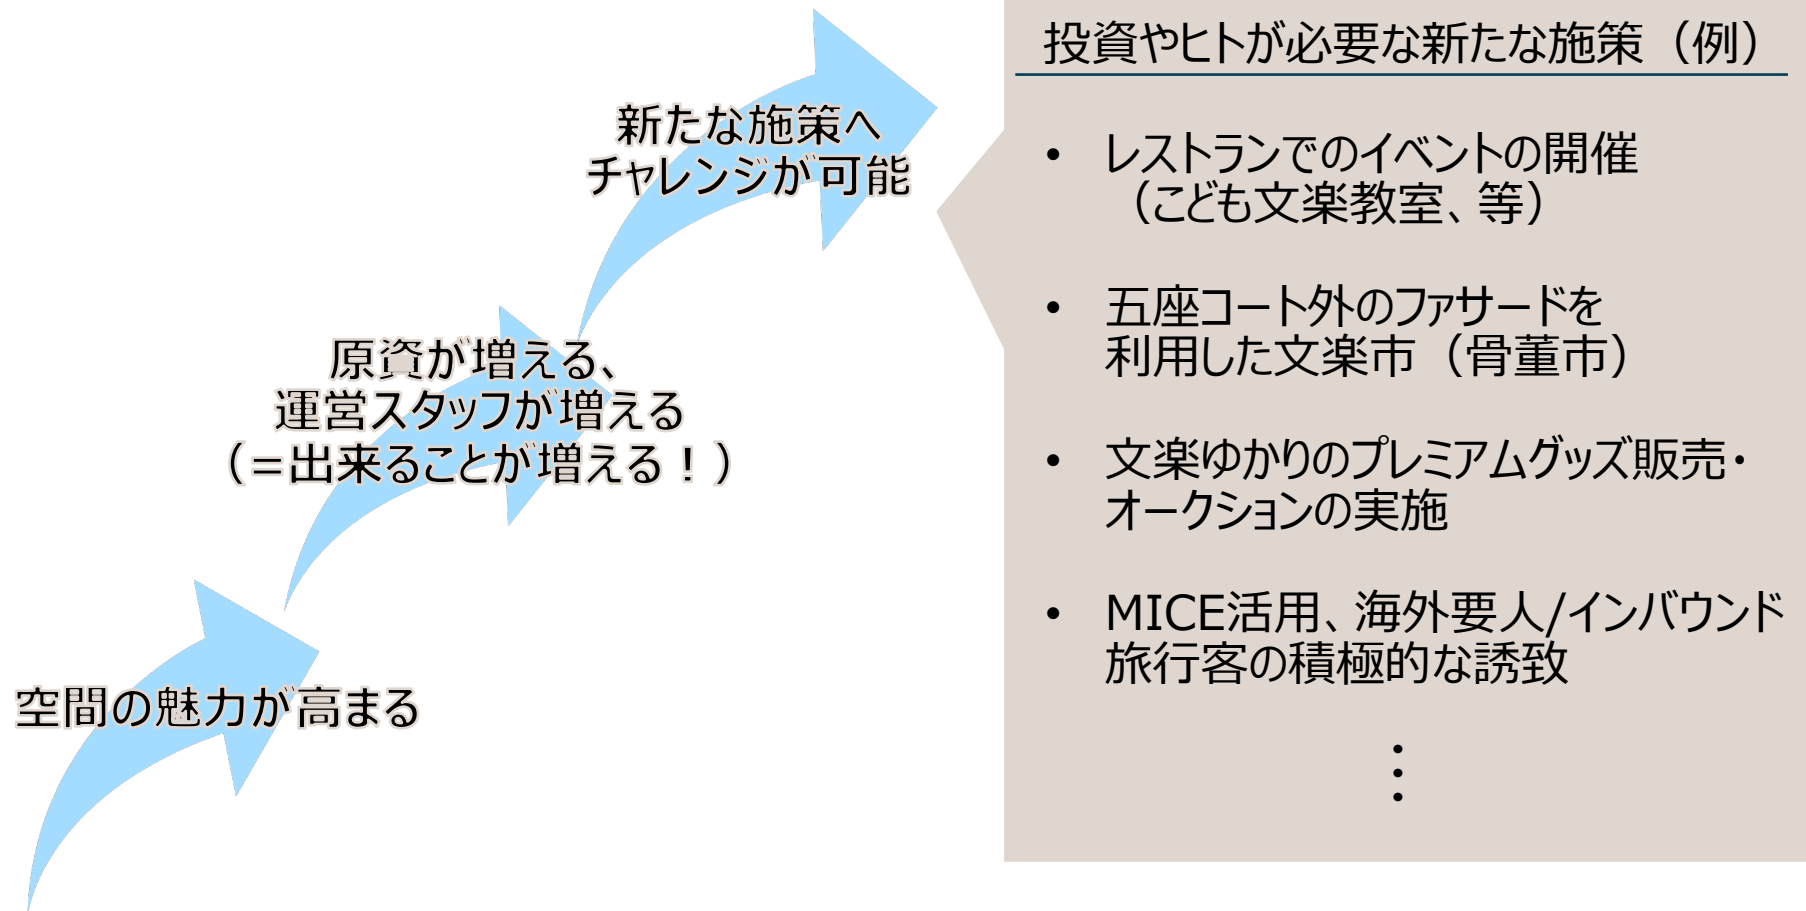 新たな施策へ
チャレンジが可能
原資が増える、
運営スタッフが増える
（=出来ることが増える！）
空間の魅力が高まる
投資やヒトが必要な新たな施策（例）
• レストランでのイベントの開催
（こども文楽教室、等）
• 五座コート外のファサードを
利用した文楽市（骨董市）
• 文楽ゆかりのプレミアムグッズ販売・
オークションの実施
• MICE活用、海外要人/インバウンド
旅行客の積極的な誘致
⋮